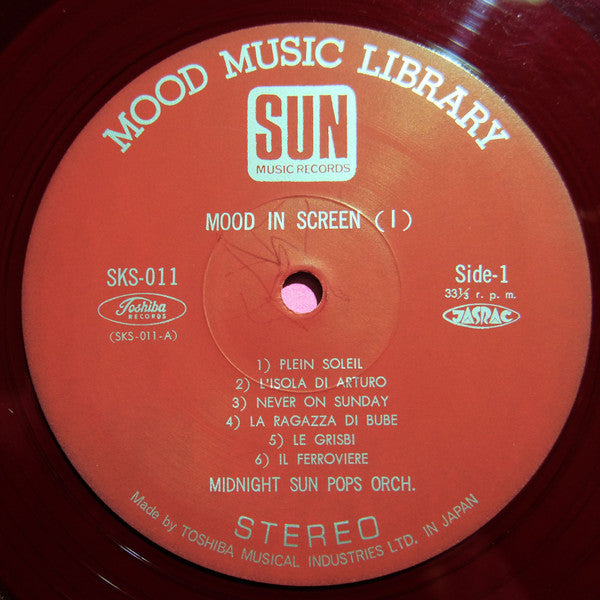 MOOD MUSIC LIBRARY
SUN
MUSIC RECORDS
MOOD IN SCREEN (1)
SKS-011
Side-1
33⅓ r. p. m.
Toshiba
RECORDS
JASRAC
(SKS-011-A)
1) PLEIN SOLEIL
2) L'ISOLA DI ARTURO
3) NEVER ON SUNDAY
4) LA RAGAZZA DI BUBE
5) LE GRISBI
6) IL FERROVIERE
MIDNIGHT SUN POPS ORCH.
STEREO
Made by TOSHIBA MUSICAL INDUSTRIES LTD. IN JAPAN